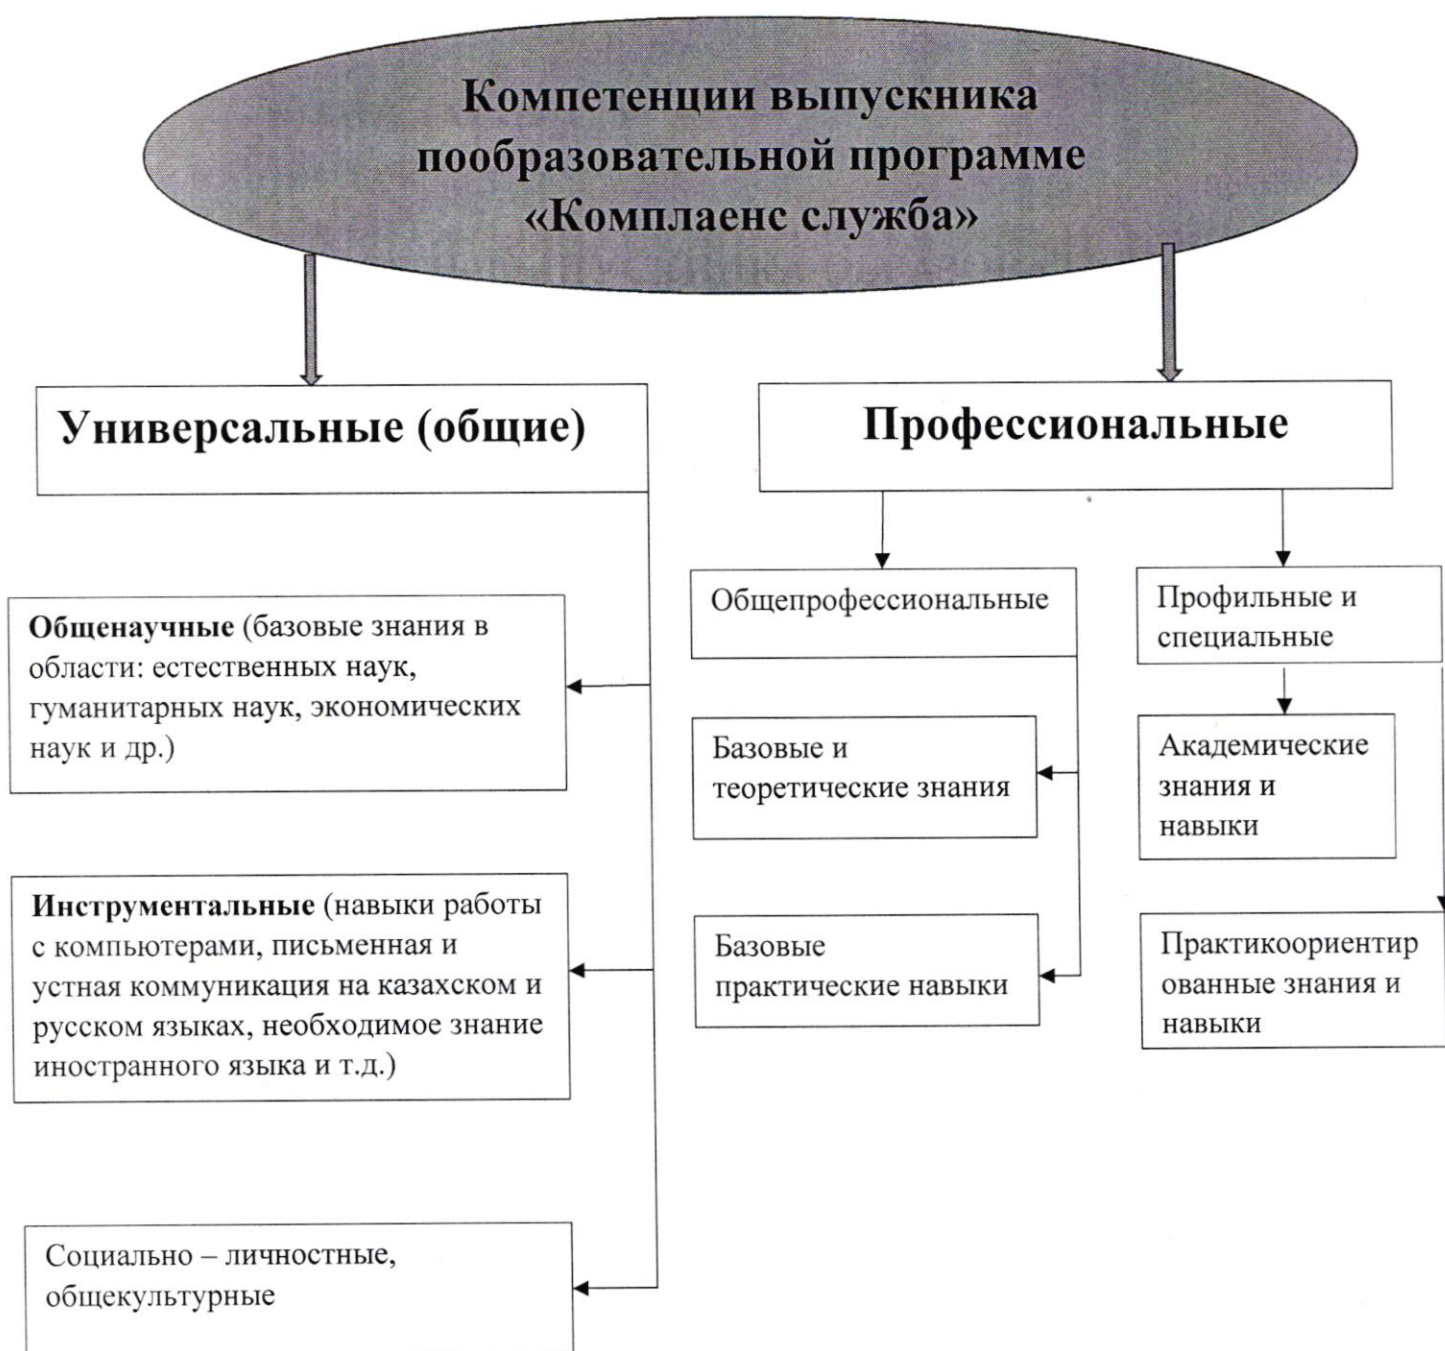 Компетенции выпускника
пообразовательной программе
«Комплаенс служба»
Универсальные (общие)
Профессиональные
Общенаучные (базовые знания в
области: естественных наук,
гуманитарных наук, экономических
наук и др.)
Инструментальные (навыки работы
с компьютерами, письменная и
устная коммуникация на казахском и
русском языках, необходимое знание
иностранного языка и т.д.)
Социально – личностные,
общекультурные
Общепрофессиональные
Базовые и
теоретические знания
Базовые
практические навыки
Профильные и
специальные
Академические
знания и
навыки
Практикоориентир
ованные знания и
навыки